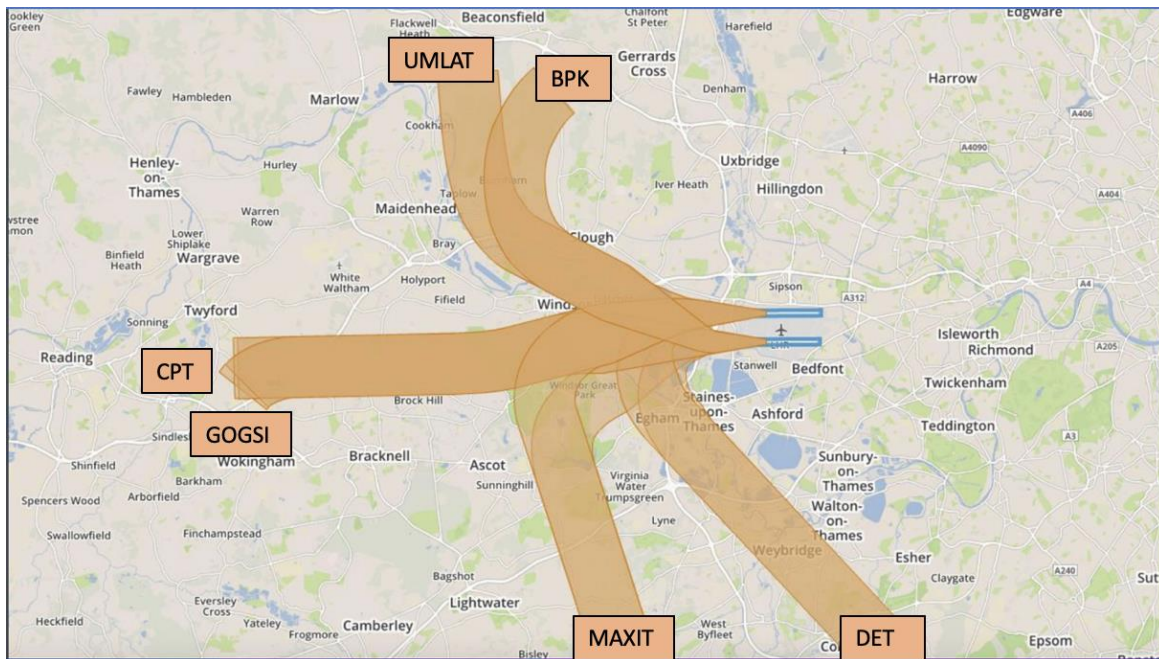 Beaconsfield
Chalfont
St Peter
Edgware
Green
Flackwell
Heath
Harefield
UMLAT
BPK
Gerrards
Cross
Harrow
Fawley
Hambleden
Marlow
Denham
A406
Cookham
A4090
Henley-
on-
Thames
Hurley
Uxbridge
Iver Heath
Hillingdon
A404
Maidenhead
Warren
Row
Lower
Shiplake
Bray
Slough
Binfield
Heath
Wargrave
White
Waltham
Holyport
Fifield
Sipson
A312
A4
Twyford
Sonning
Isleworth
Richmond
A205
Reading
CPT
LHR
Stanwell
Bedfont
Twickenham
Windsor Great
Park
Brock Hill
Staines-
upon-
Thames
Ashford
Egham
Teddington
GOGSI
A3
Wokingham
Bracknell
Ascot
Sunninghill
Shinfield
Barkham
Arborfield
Virginia
Water
Trumpsgreen
Sunbury-
on-
Thames
Spencers Wood
Swallowfield
Finchampstead
Lyne
Walton-
on-
Thames
Weybridge
Esher
Claygate
A240
Bagshot
Lightwater
Eversley
Cross
Yateley
Frogmore
Camberley
Heckfield
MAXIT
West
Byfleet
DET
Epsom
Bisley